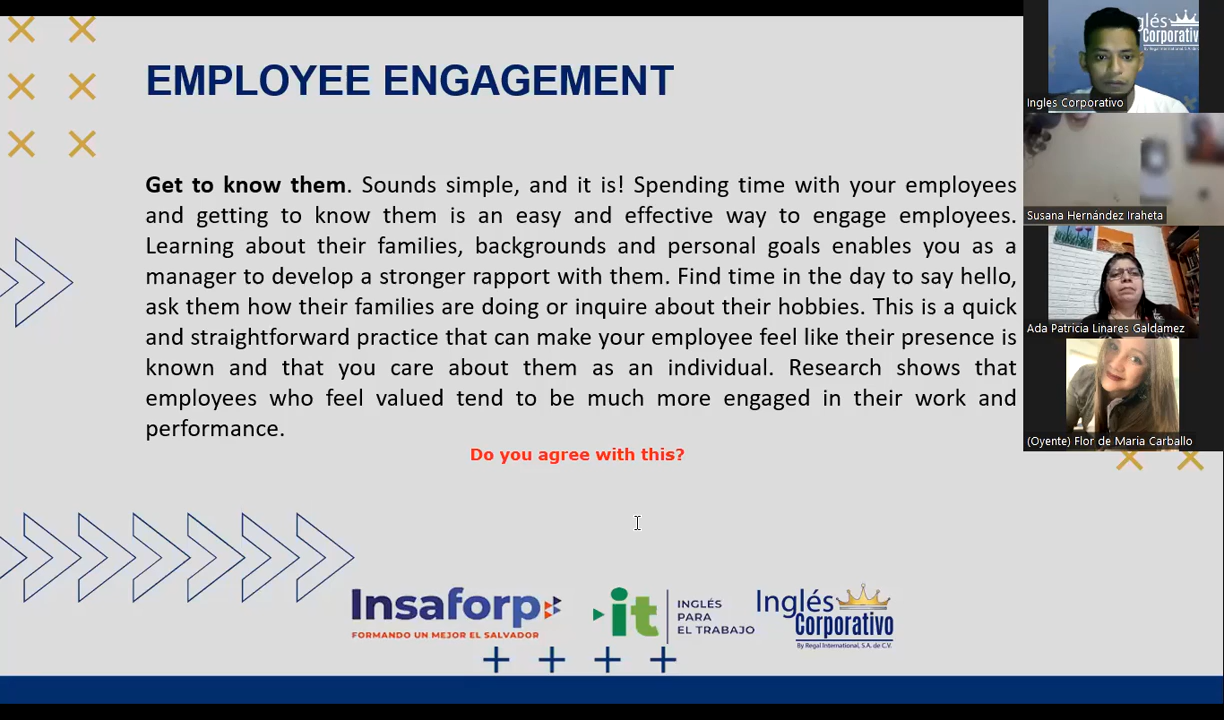 EMPLOYEE ENGAGEMENT
Get to know them. Sounds simple, and it is! Spending time with your employees
and getting to know them is an easy and effective way to engage employees.
Learning about their families, backgrounds and personal goals enables you as a
manager to develop a stronger rapport with them. Find time in the day to say hello,
ask them how their families are doing or inquire about their hobbies. This is a quick
and straightforward practice that can make your employee feel like their presence is
known and that you care about them as an individual. Research shows that
employees who feel valued tend to be much more engaged in their work and
performance.
Do you agree with this?
Insaforp
FORMANDO UN MEJOR EL SALVADOR
it
INGLÉS
PARA
EL TRABAJO
Inglés
Corporativo
By Regal International, S.A. de C.V.
glés
Corporativ
Ingles Corporativo
Susana Hernández Iraheta
Ada Patricia Linares Galdamez
(Oyente) Flor de Maria Carballo